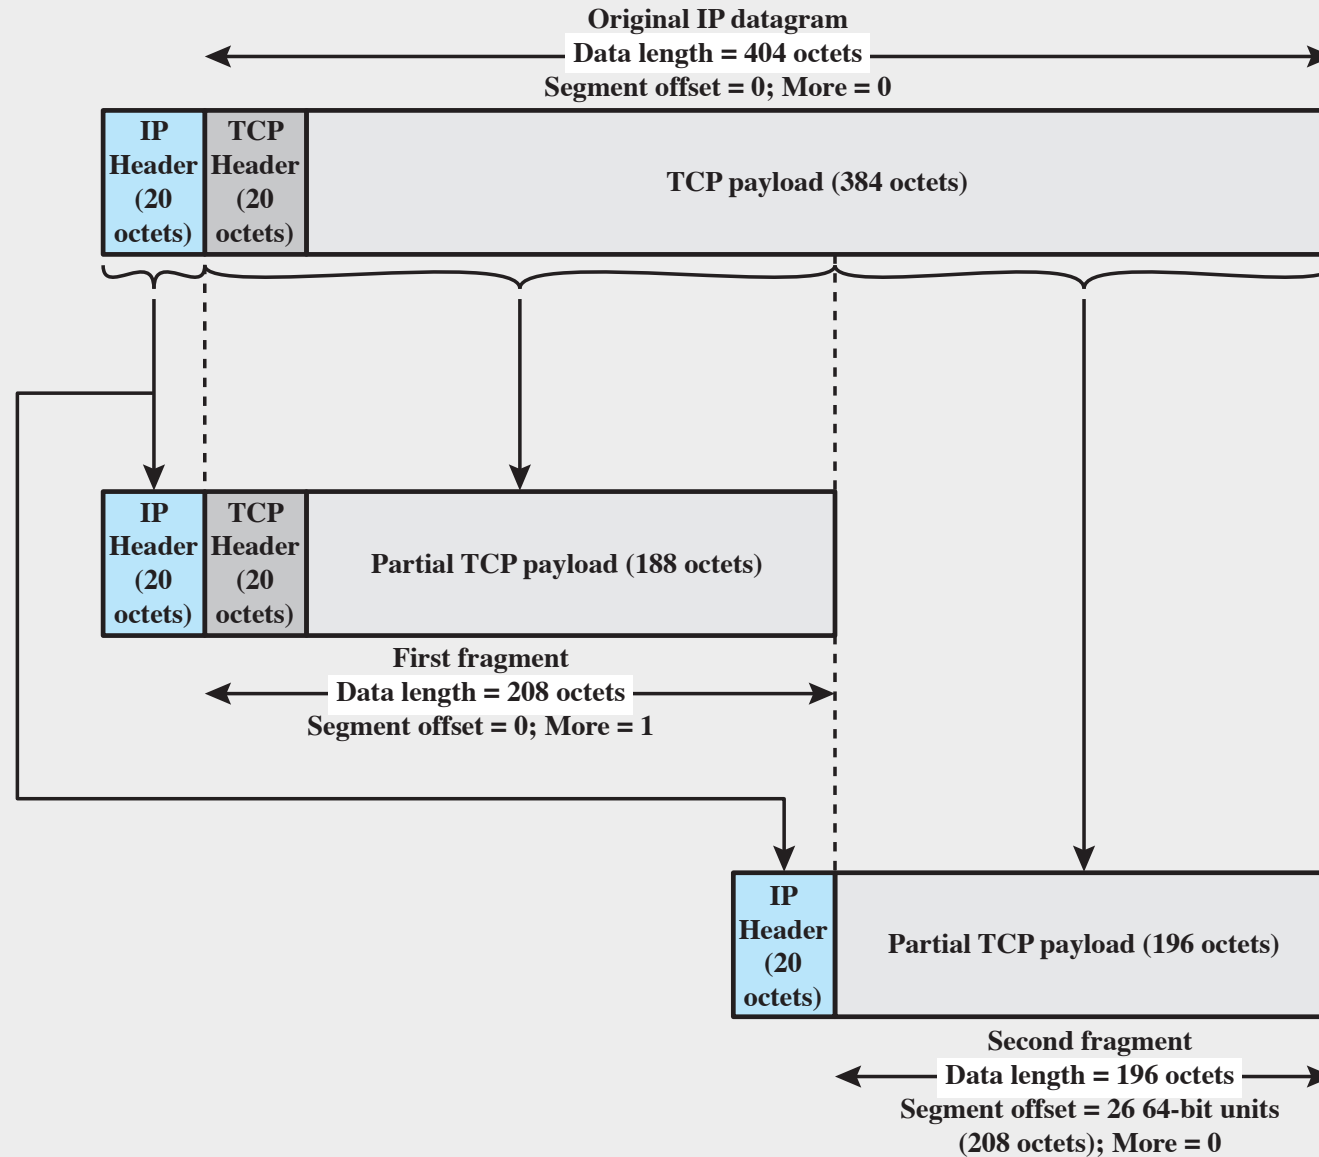 Original IP datagram
Data length = 404 octets
Segment offset = 0; More = 0
IP
Header
(20
octets)
TCP
Header
(20
octets)
TCP payload (384 octets)
IP
Header
(20
octets)
TCP
Header
(20
octets)
Partial TCP payload (188 octets)
First fragment
Data length = 208 octets
Segment offset = 0; More = 1
IP
Header
(20
octets)
Partial TCP payload (196 octets)
Second fragment
Data length = 196 octets
Segment offset = 26 64-bit units
(208 octets); More = 0